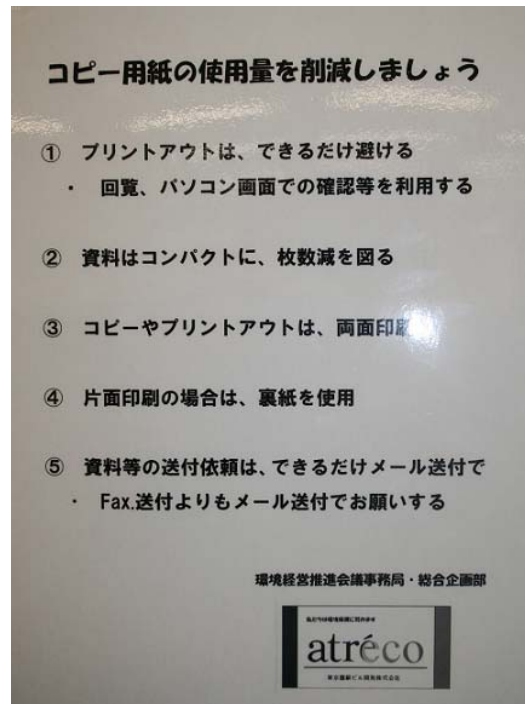 コピー用紙の使用量を削減しましょう
① プリントアウトは、できるだけ避ける
・ 回覧、パソコン画面での確認等を利用する
② 資料はコンパクトに、枚数減を図る
③ コピーやプリントアウトは、両面印刷
④ 片面印刷の場合は、裏紙を使用
⑤ 資料等の送付依頼は、できるだけメール送付で
・ Fax.送付よりもメール送付でお願いする
環境経営推進会議事務局・総合企画部
atréco